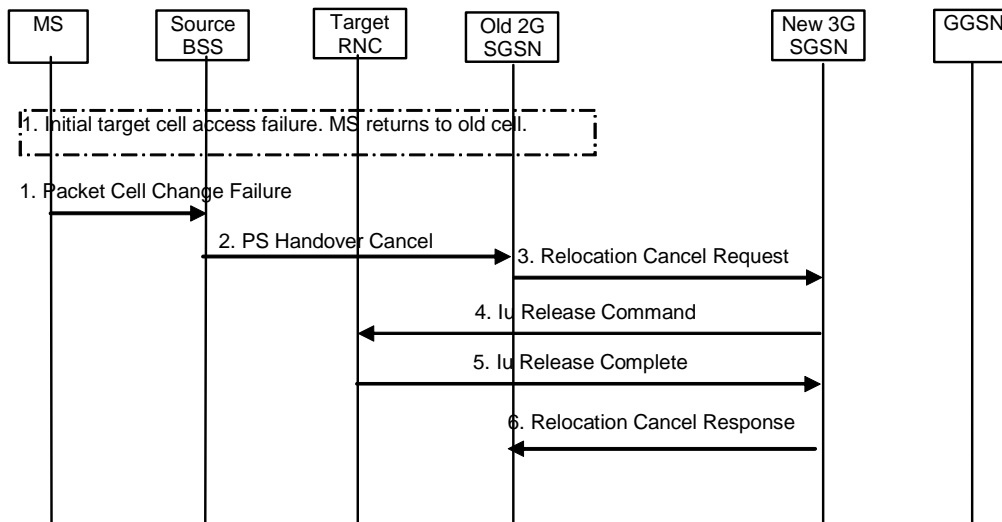 MS
Source
BSS
Target
RNC
Old 2G
SGSN
New 3G
SGSN
GGSN
1. Initial target cell access failure. MS returns to old cell.
1. Packet Cell Change Failure
2. PS Handover Cancel
3. Relocation Cancel Request
4. Iu Release Command
5. Iu Release Complete
6. Relocation Cancel Response